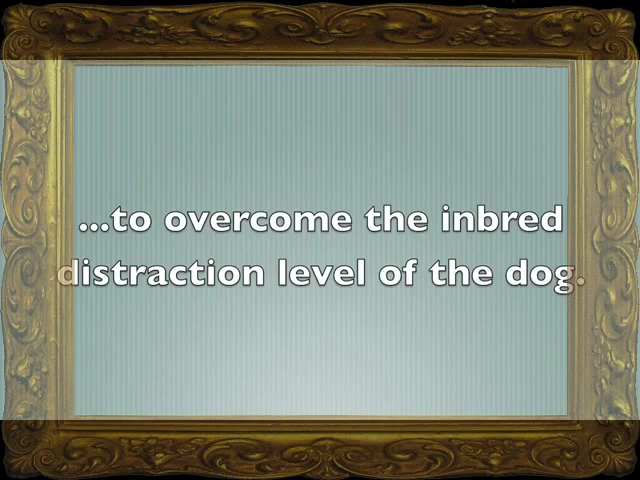 ...to overcome the inbred
distraction level of the dog.